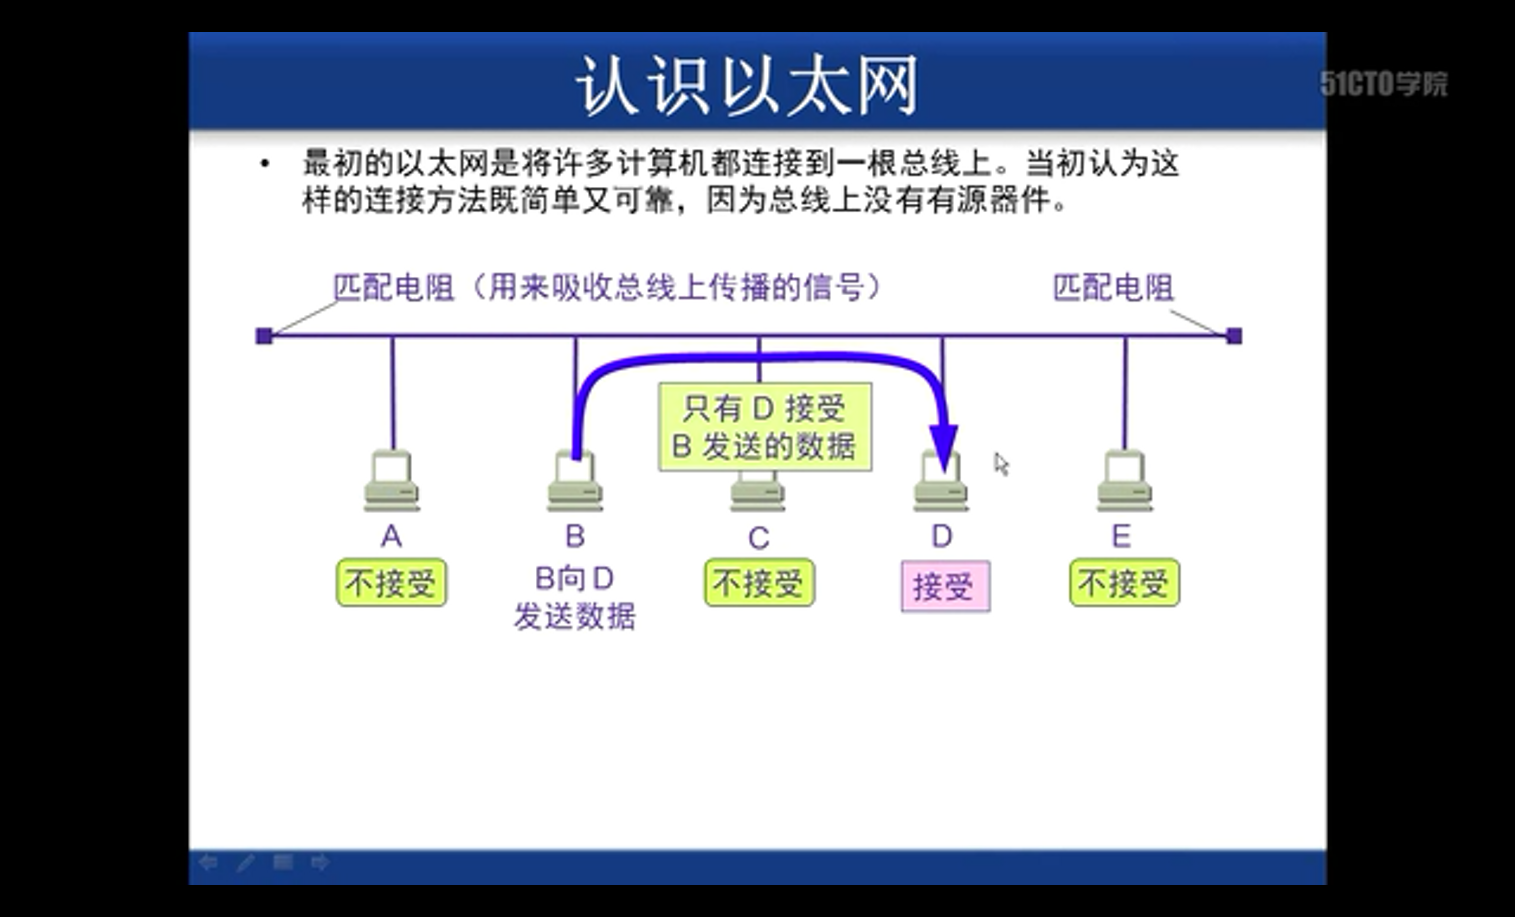 认识以太网
51CTO学院
• 最初的以太网是将许多计算机都连接到一根总线上。当初认为这
样的连接方法既简单又可靠，因为总线上没有有源器件。
匹配电阻（用来吸收总线上传播的信号）
匹配电阻
只有 D 接受
B 发送的数据
A
B
C
D
E
不接受
B向 D
发送数据
不接受
接受
不接受